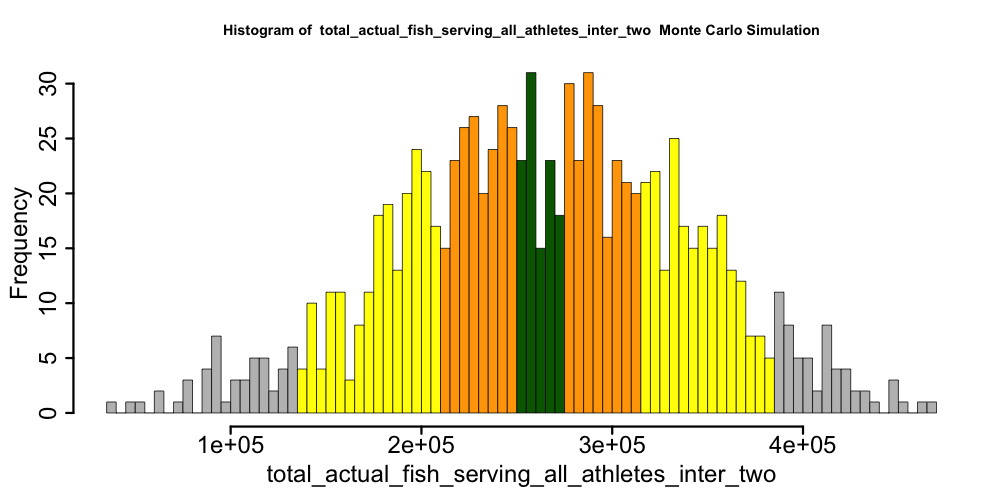 Histogram of  total_actual_fish_serving_all_athletes_inter_two  Monte Carlo Simulation
Frequency
30
25
20
15
10
5
0
1e+05 2e+05 3e+05 4e+05
total_actual_fish_serving_all_athletes_inter_two